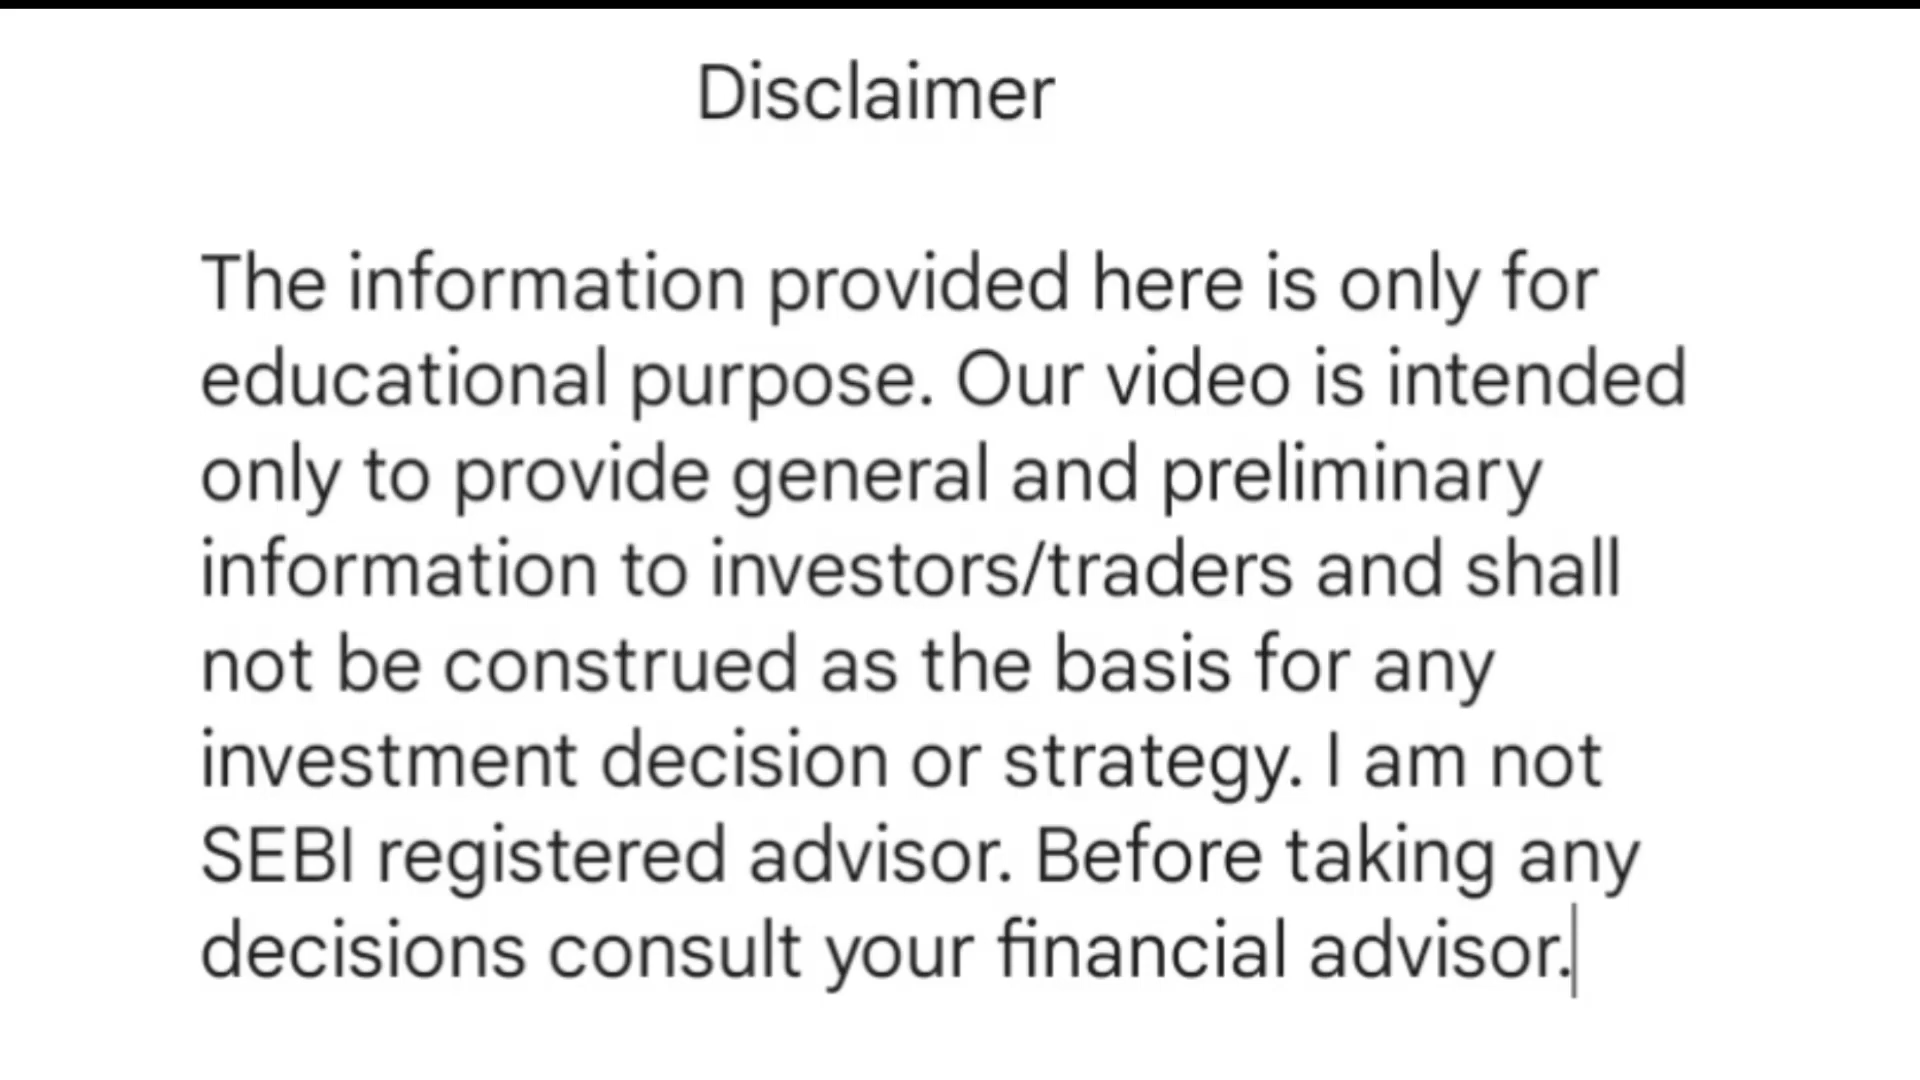 Disclaimer
The information provided here is only for
educational purpose. Our video is intended
only to provide general and preliminary
information to investors/traders and shall
not be construed as the basis for any
investment decision or strategy. I am not
SEBI registered advisor. Before taking any
decisions consult your financial advisor.